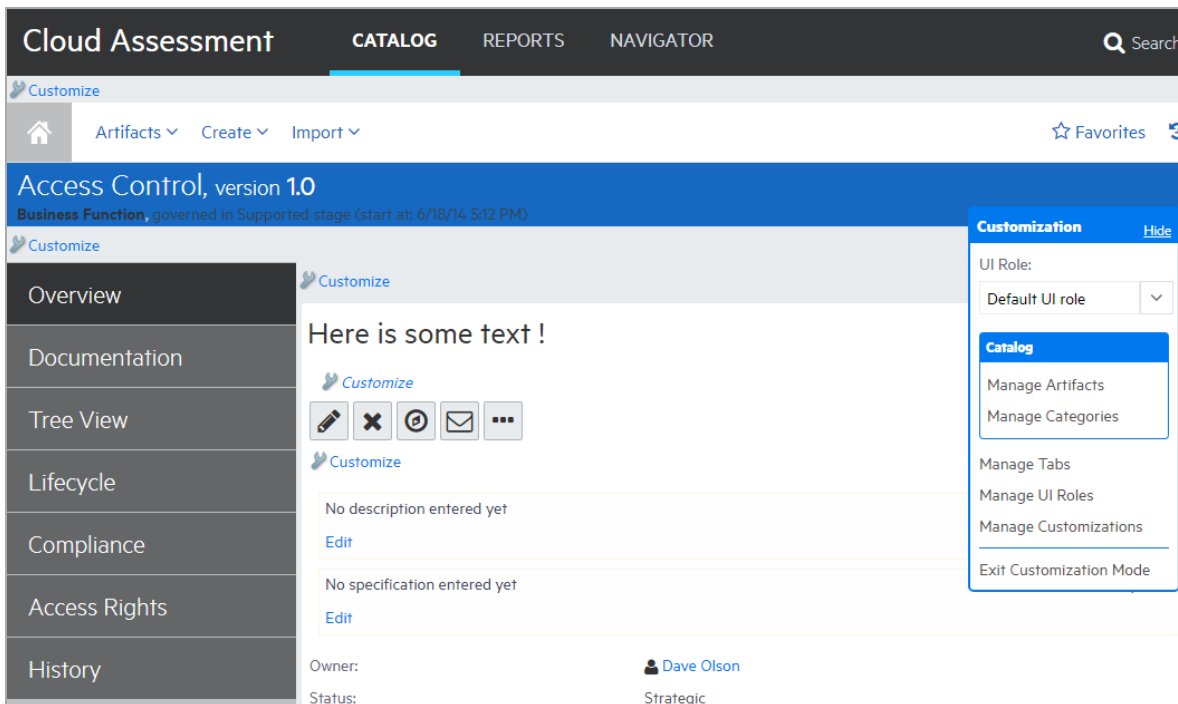 Cloud Assessment CATALOG REPORTS NAVIGATOR Search
Customize
Artifacts Create Import Favorites
Access Control, version 1.0
Business Function, governed in Supported stage (start at: 6/18/14 5:12 PM)
Customize
Overview
Documentation
Tree View
Lifecycle
Compliance
Access Rights
History
Customize
Here is some text !
Customize
Customize
No description entered yet
Edit
No specification entered yet
Edit
Owner: Dave Olson
Status: Strategic
Customization Hide
UI Role:
Default UI role
Catalog
Manage Artifacts
Manage Categories
Manage Tabs
Manage UI Roles
Manage Customizations
Exit Customization Mode